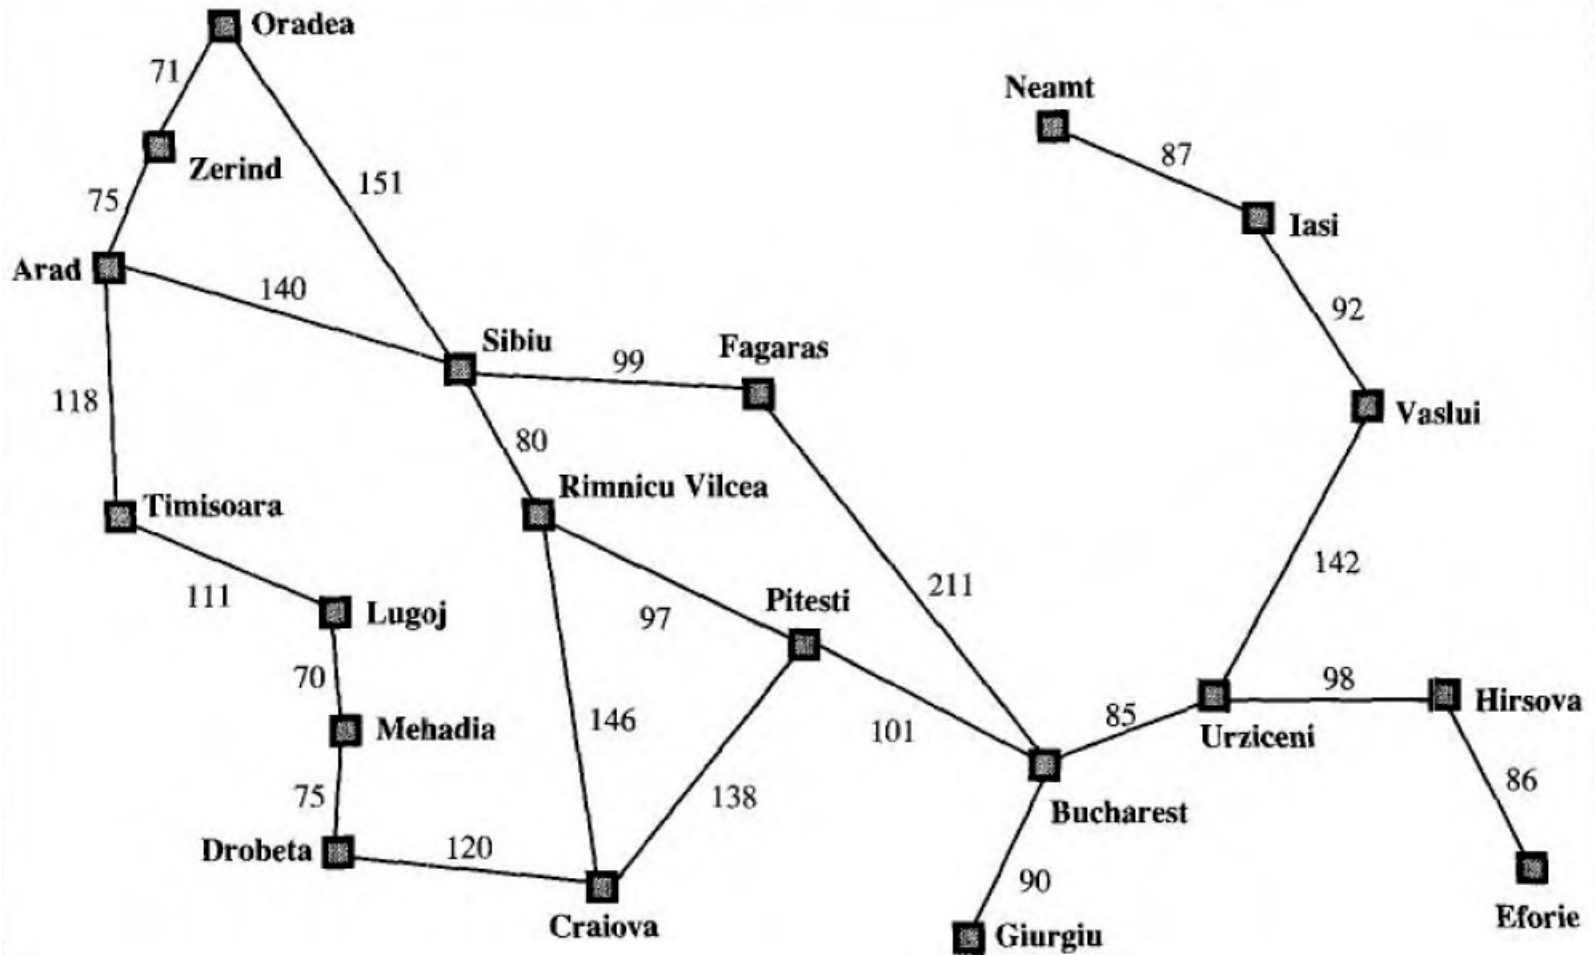 Oradea
71
Neamt
87
Zerind
151
75
Iasi
Arad
140
92
Sibiu
99
Fagaras
118
Vaslui
80
Rimnicu Vilcea
Timisoara
142
211
111
Pitesti
Lugoj
97
70
98
Hirsova
146
85
Mehadia
101
Urziceni
86
75
138
Bucharest
Drobeta
120
90
Eforie
Craiova
Giurgiu